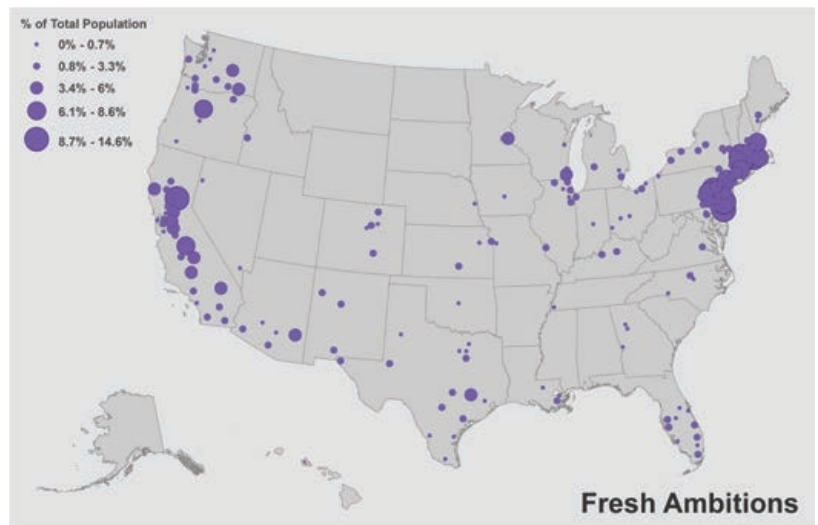 % of Total Population
0% - 0.7%
0.8% - 3.3%
3.4% - 6%
6.1% - 8.6%
8.7% - 14.6%
Fresh Ambitions